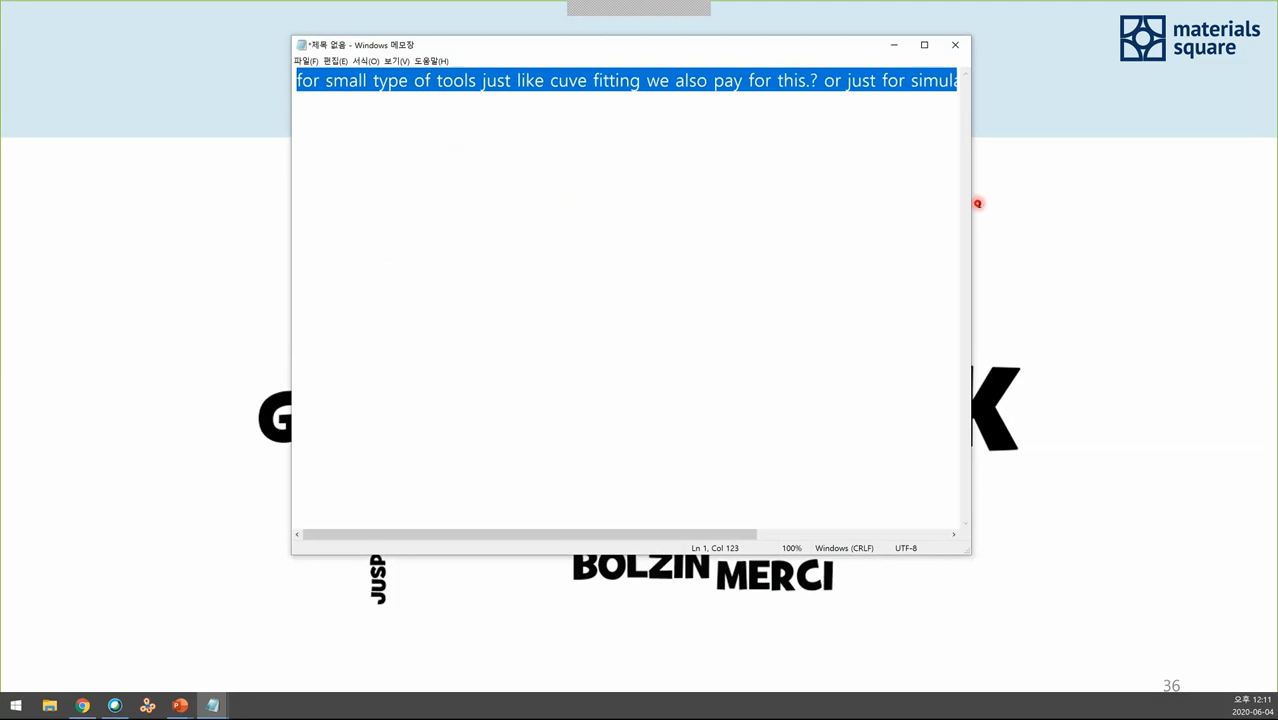 materials
square
*제목 없음 - Windows 메모장
파일(F) 편집(E) 서식(O) 보기(V) 도움말(H)
for small type of tools just like cuve fitting we also pay for this.? or just for simula
G
K
JUSP
BOLZIN MERCI
Ln 1, Col 123 100% Windows (CRLF) UTF-8
36
오후 12:11
2020-06-04